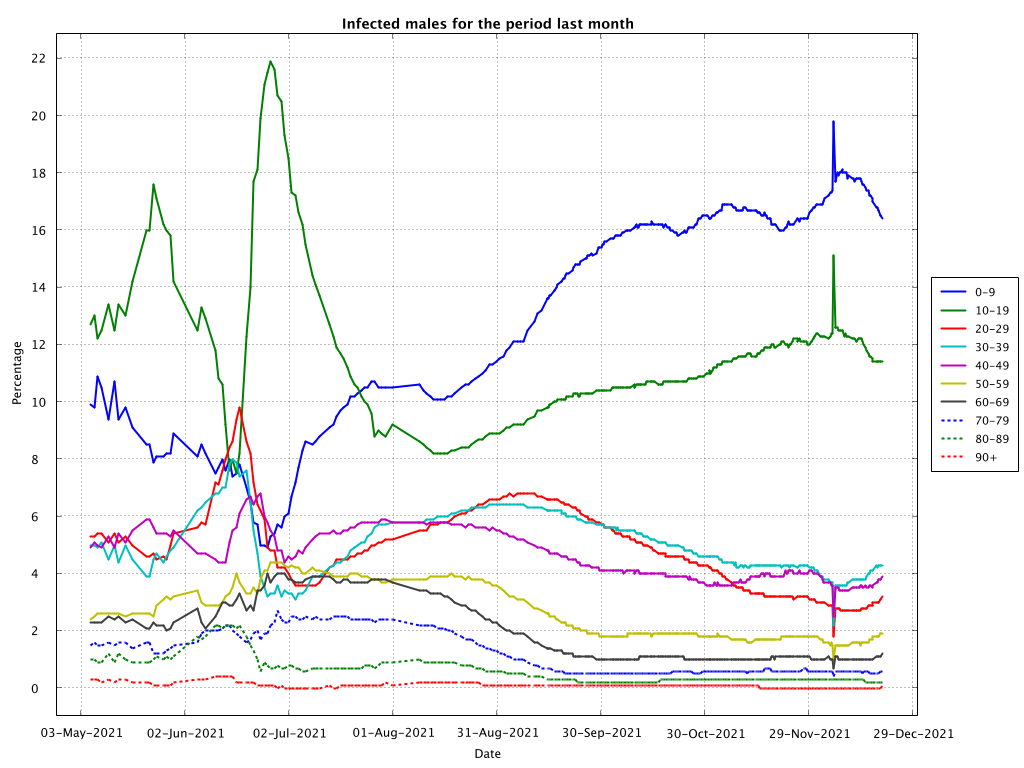 Infected males for the period last month
Percentage
22
20
18
16
14
12
10
8
6
4
2
0
03-May-2021
02-Jun-2021
02-Jul-2021
01-Aug-2021
31-Aug-2021
30-Sep-2021
30-Oct-2021
29-Nov-2021
29-Dec-2021
Date
0-9
10-19
20-29
30-39
40-49
50-59
60-69
70-79
80-89
90+